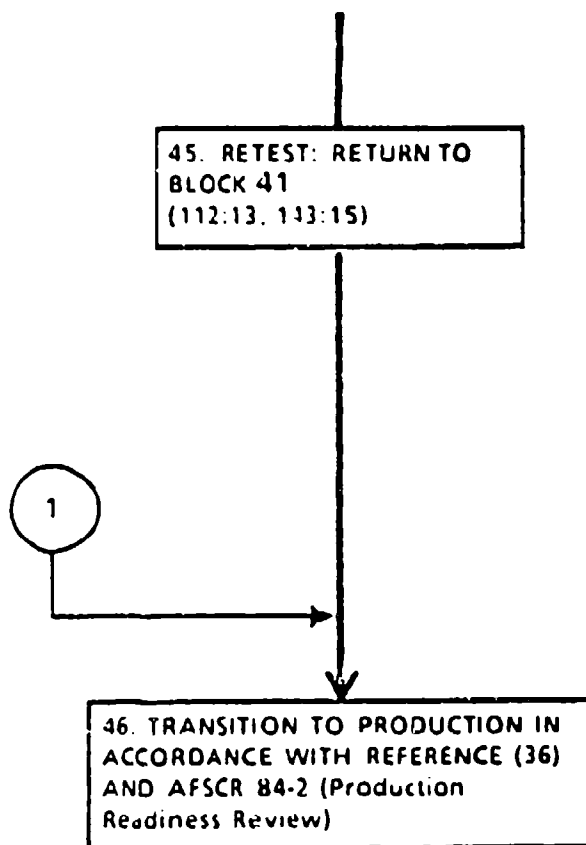 45. RETEST: RETURN TO
BLOCK 41
(112:13, 143:15)
1
46. TRANSITION TO PRODUCTION IN
ACCORDANCE WITH REFERENCE (36)
AND AFSCR 84-2 (Production
Readiness Review)